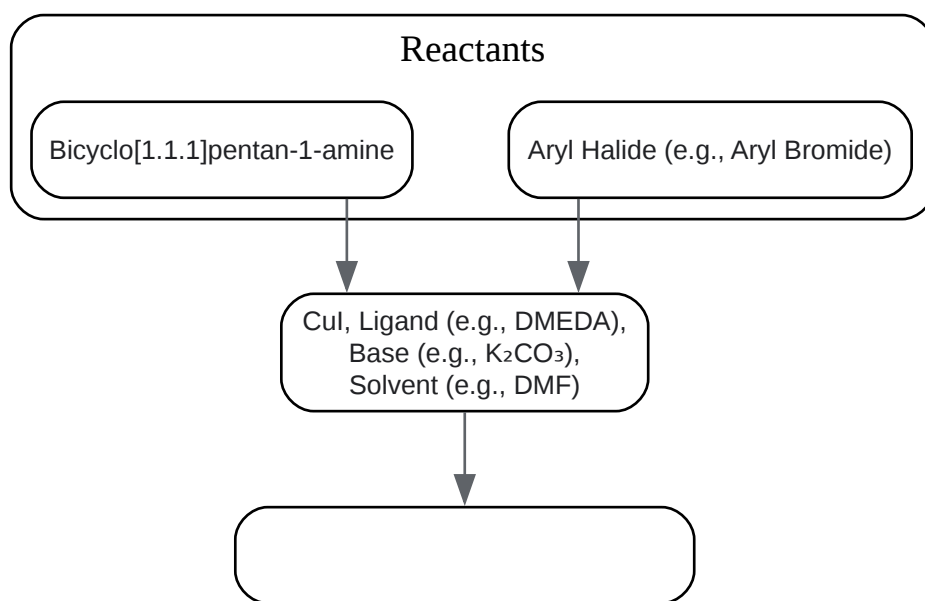 Reactants
Bicyclo[1.1.1]pentan-1-amine
Aryl Halide (e.g., Aryl Bromide)
CuI, Ligand (e.g., DMEDA),
Base (e.g., K₂CO₃),
Solvent (e.g., DMF)